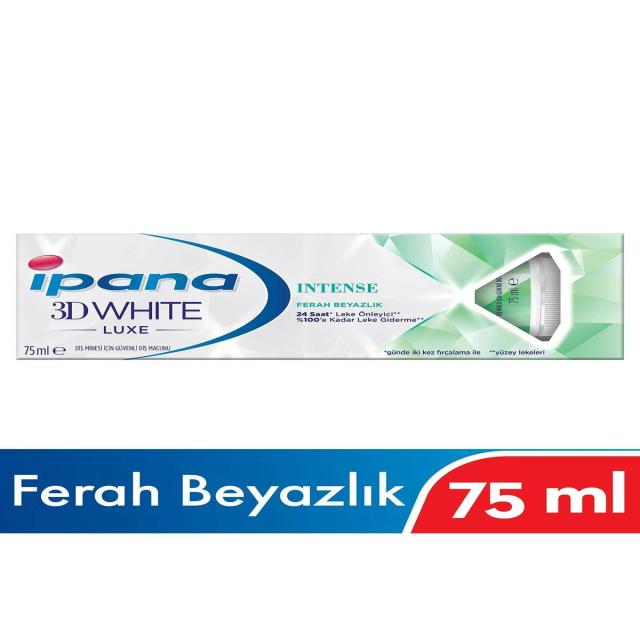 ipana
3D WHITE
LUXE
75 ml e
DİŞ MİNESİ İÇİN GÜVENLİ DİŞ MACUNU
INTENSE
FERAH BEYAZLIK
24 Saat* Leke Önleyici**
%100'e Kadar Leke Giderme**
*günde iki kez fırçalama ile **yüzey lekeleri
75 ml e
Ferah Beyazlık 75 ml